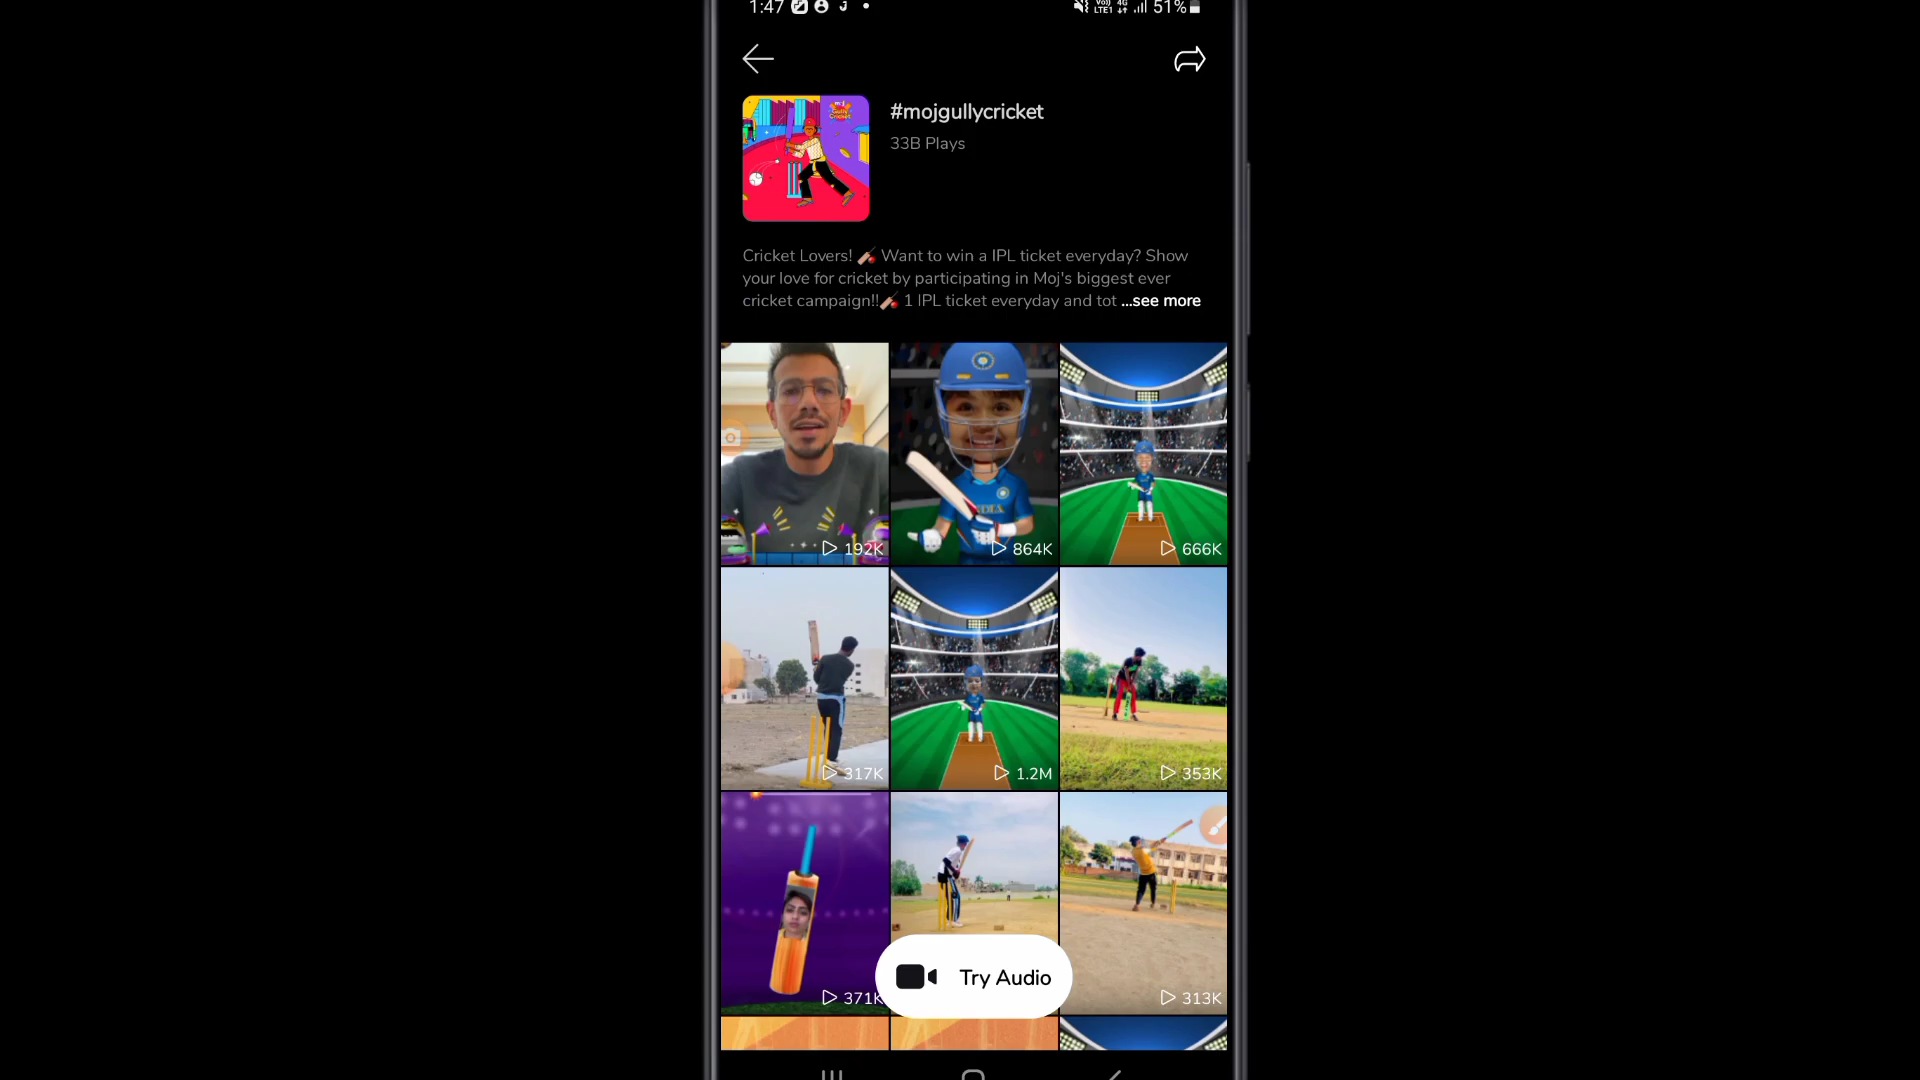 1:47
51%
#mojgullycricket
33B Plays
Cricket Lovers! 🏏 Want to win a IPL ticket everyday? Show
your love for cricket by participating in Moj's biggest ever
cricket campaign!!🏏 1 IPL ticket everyday and tot ...see more
192K
864K
666K
317K
1.2M
353K
371K
313K
Try Audio